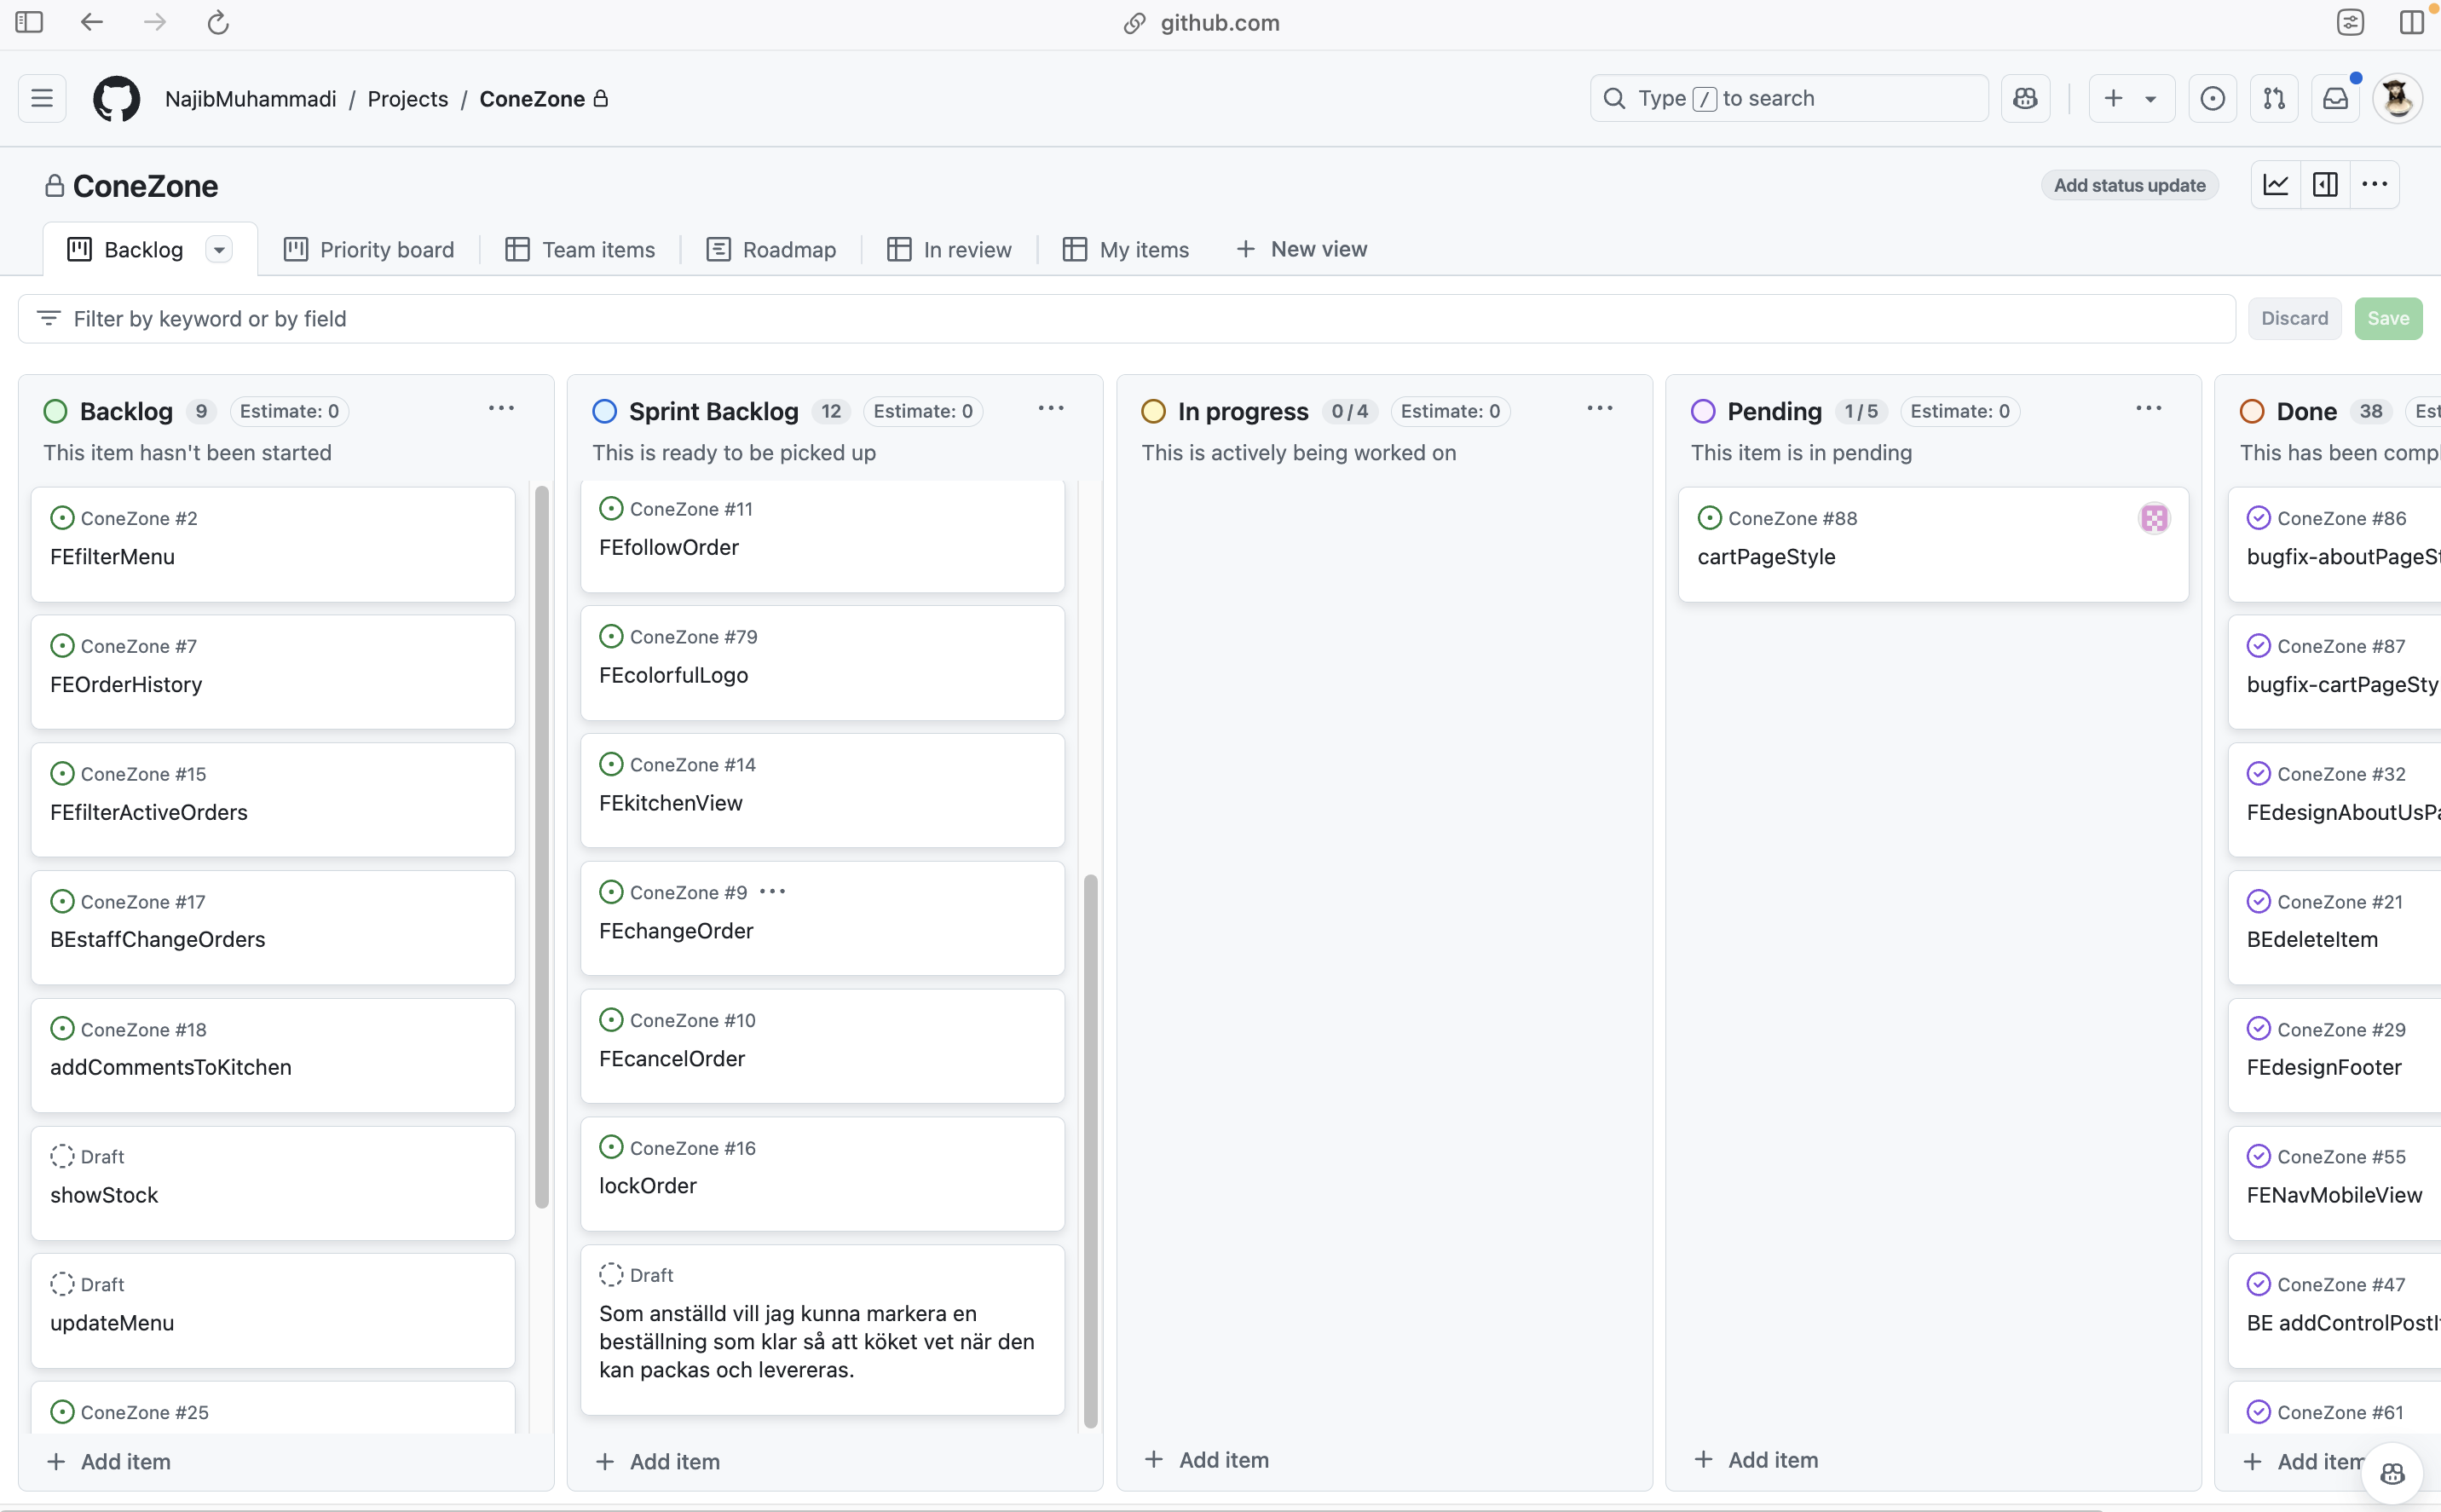 github.com
NajibMuhammadi / Projects / ConeZone
Type / to search
ConeZone
Add status update
Backlog
Priority board
Team items
Roadmap
In review
My items
New view
Filter by keyword or by field
Discard
Save
Backlog 9 Estimate: 0
This item hasn't been started
ConeZone #2
FEfilterMenu
ConeZone #7
FEOrderHistory
ConeZone #15
FEfilterActiveOrders
ConeZone #17
BEstaffChangeOrders
ConeZone #18
addCommentsToKitchen
Draft
showStock
Draft
updateMenu
ConeZone #25
Add item
Sprint Backlog 12 Estimate: 0
This is ready to be picked up
ConeZone #11
FEfollowOrder
ConeZone #79
FEcolorfulLogo
ConeZone #14
FEkitchenView
ConeZone #9
FEchangeOrder
ConeZone #10
FEcancelOrder
ConeZone #16
lockOrder
Draft
Som anställd vill jag kunna markera en
beställning som klar så att köket vet när den
kan packas och levereras.
Add item
In progress 0 / 4 Estimate: 0
This is actively being worked on
Add item
Pending 1 / 5 Estimate: 0
This item is in pending
ConeZone #88
cartPageStyle
Add item
Done 38 Est
This has been comp
ConeZone #86
bugfix-aboutPageSt
ConeZone #87
bugfix-cartPageSty
ConeZone #32
FEdesignAboutUsPa
ConeZone #21
BEdeleteItem
ConeZone #29
FEdesignFooter
ConeZone #55
FENavMobileView
ConeZone #47
BE addControlPostIt
ConeZone #61
Add item